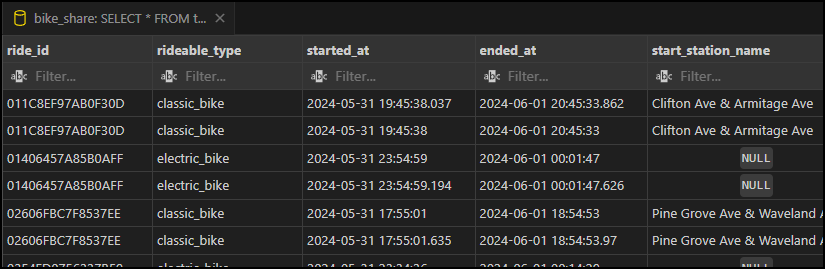 bike_share: SELECT * FROM t...
ride_id rideable_type started_at ended_at start_station_name
abc Filter... abc Filter... Filter... Filter... abc Filter...
011C8EF97AB0F30D classic_bike 2024-05-31 19:45:38.037 2024-06-01 20:45:33.862 Clifton Ave & Armitage Ave
011C8EF97AB0F30D classic_bike 2024-05-31 19:45:38 2024-06-01 20:45:33 Clifton Ave & Armitage Ave
01406457A85B0AFF electric_bike 2024-05-31 23:54:59 2024-06-01 00:01:47 NULL
01406457A85B0AFF electric_bike 2024-05-31 23:54:59.194 2024-06-01 00:01:47.626 NULL
02606FBC7F8537EE classic_bike 2024-05-31 17:55:01 2024-06-01 18:54:53 Pine Grove Ave & Waveland A
02606FBC7F8537EE classic_bike 2024-05-31 17:55:01.635 2024-06-01 18:54:53.97 Pine Grove Ave & Waveland A